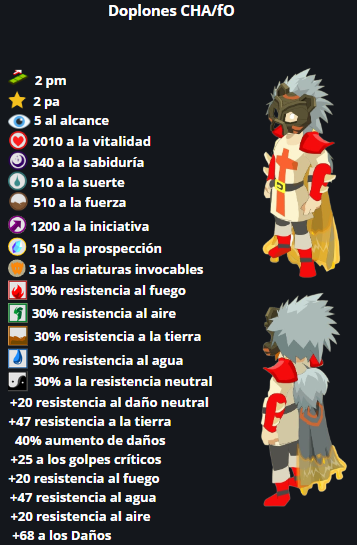 Doplones CHA/fO
2 pm
2 pa
5 al alcance
2010 a la vitalidad
340 a la sabiduría
510 a la suerte
510 a la fuerza
1200 a la iniciativa
150 a la prospección
3 a las criaturas invocables
30% resistencia al fuego
30% resistencia al aire
30% resistencia a la tierra
30% resistencia al agua
30% a la resistencia neutral
+20 resistencia al daño neutral
+47 resistencia a la tierra
40% aumento de daños
+25 a los golpes críticos
+20 resistencia al fuego
+47 resistencia al agua
+20 resistencia al aire
+68 a los Daños